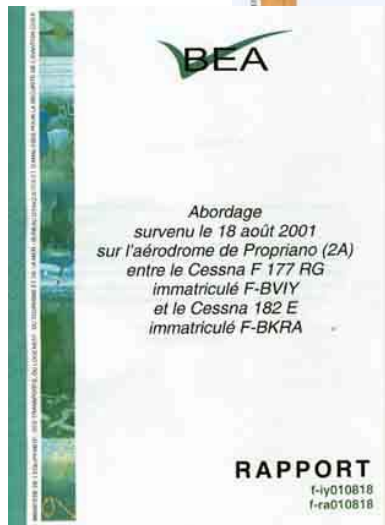 BEA
Abordage
survenu le 18 août 2001
sur l'aérodrome de Propriano (2A)
entre le Cessna F 177 RG
immatriculé F-BVIY
et le Cessna 182 E
immatriculé F-BKRA
RAPPORT
f-iy010818
f-ra010818